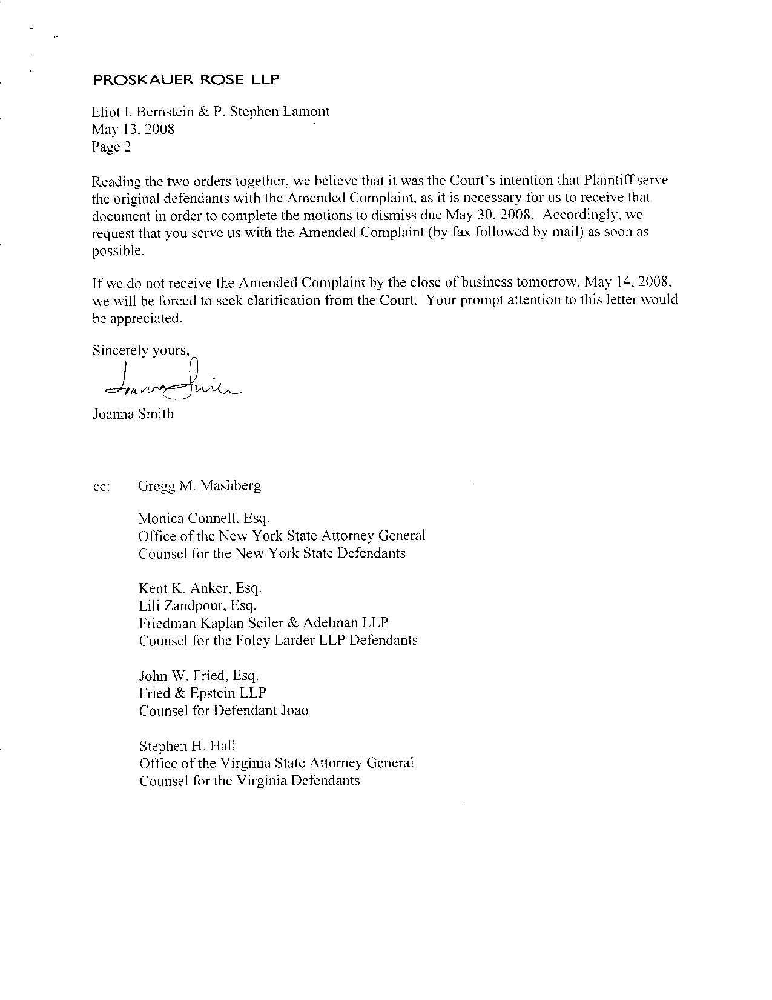 PROSKAUER ROSE LLP
Eliot I. Bernstein & P. Stephen Lamont
May 13, 2008
Page 2
Reading the two orders together, we believe that it was the Court's intention that Plaintiff serve
the original defendants with the Amended Complaint, as it is necessary for us to receive that
document in order to complete the motions to dismiss due May 30, 2008. Accordingly, we
request that you serve us with the Amended Complaint (by fax followed by mail) as soon as
possible.
If we do not receive the Amended Complaint by the close of business tomorrow, May 14, 2008,
we will be forced to seek clarification from the Court. Your prompt attention to this letter would
be appreciated.
Sincerely yours,
Joanna Smith
Joanna Smith
cc: Gregg M. Mashberg
Monica Connell, Esq.
Office of the New York State Attorney General
Counsel for the New York State Defendants
Kent K. Anker, Esq.
Lili Zandpour, Esq.
Friedman Kaplan Seiler & Adelman LLP
Counsel for the Foley Larder LLP Defendants
John W. Fried, Esq.
Fried & Epstein LLP
Counsel for Defendant Joao
Stephen H. Hall
Office of the Virginia State Attorney General
Counsel for the Virginia Defendants